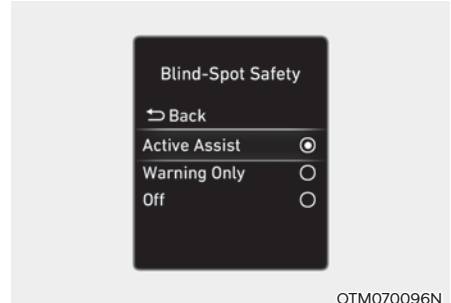 Blind-Spot Safety
Back
Active Assist
Warning Only
Off
OTM070096N